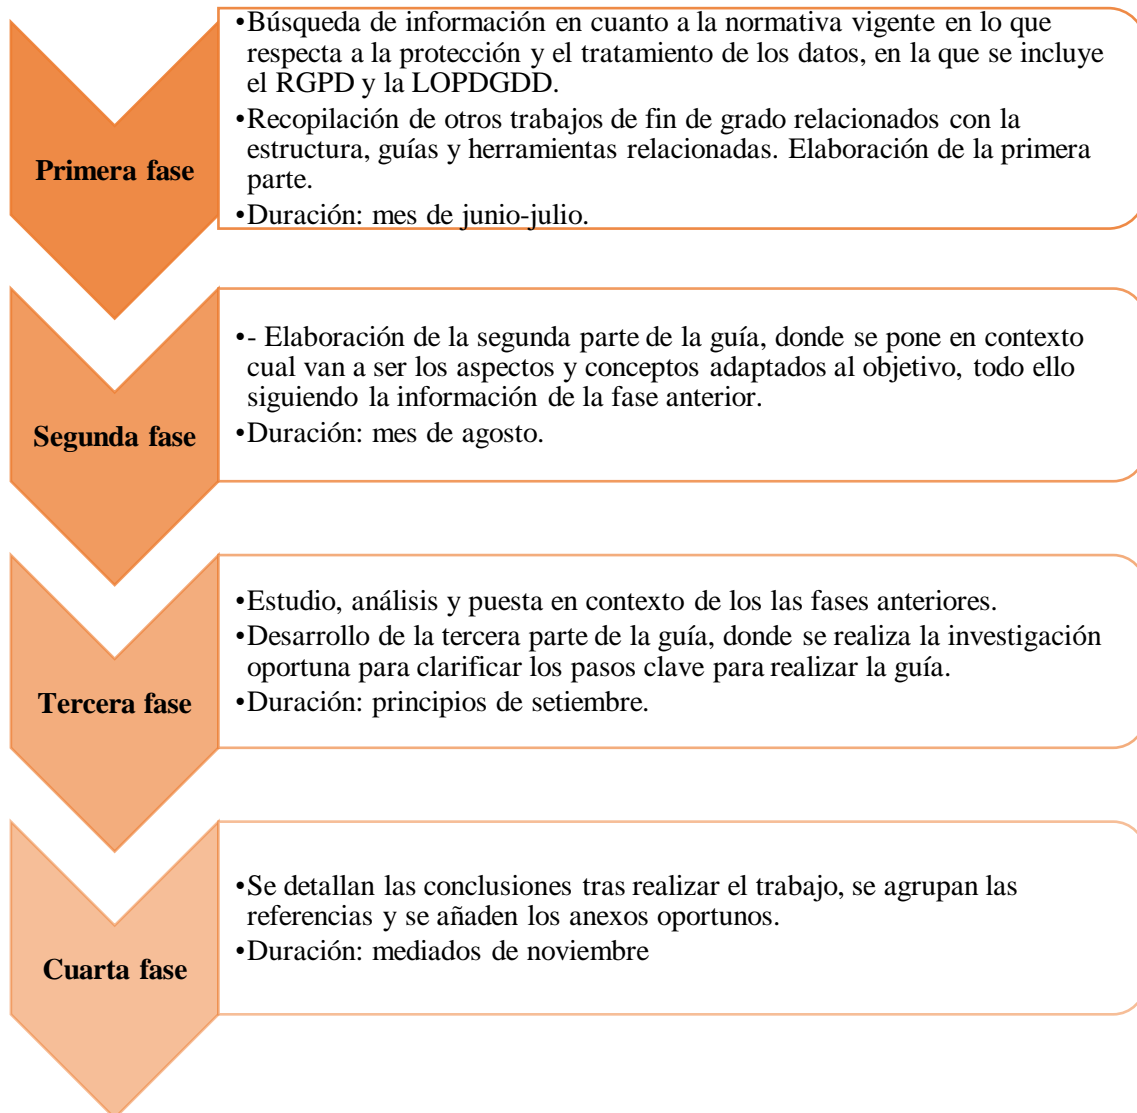 •Búsqueda de información en cuanto a la normativa vigente en lo que
respecta a la protección y el tratamiento de los datos, en la que se incluye
el RGPD y la LOPDGDD.
•Recopilación de otros trabajos de fin de grado relacionados con la
estructura, guías y herramientas relacionadas. Elaboración de la primera
parte.
•Duración: mes de junio-julio.
Primera fase
•- Elaboración de la segunda parte de la guía, donde se pone en contexto
cual van a ser los aspectos y conceptos adaptados al objetivo, todo ello
siguiendo la información de la fase anterior.
•Duración: mes de agosto.
Segunda fase
•Estudio, análisis y puesta en contexto de los las fases anteriores.
•Desarrollo de la tercera parte de la guía, donde se realiza la investigación
oportuna para clarificar los pasos clave para realizar la guía.
•Duración: principios de setiembre.
Tercera fase
•Se detallan las conclusiones tras realizar el trabajo, se agrupan las
referencias y se añaden los anexos oportunos.
•Duración: mediados de noviembre
Cuarta fase